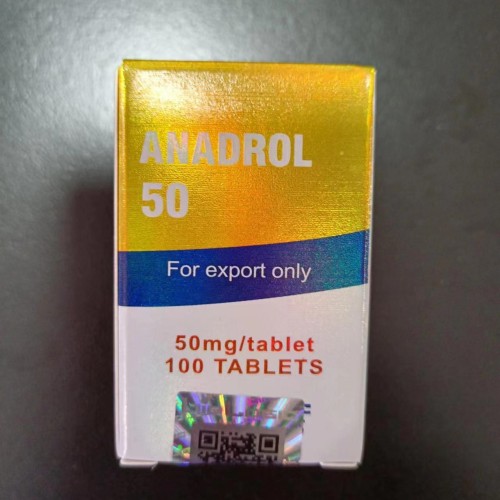 ANADROL
50
For export only
50mg/tablet
100 TABLETS